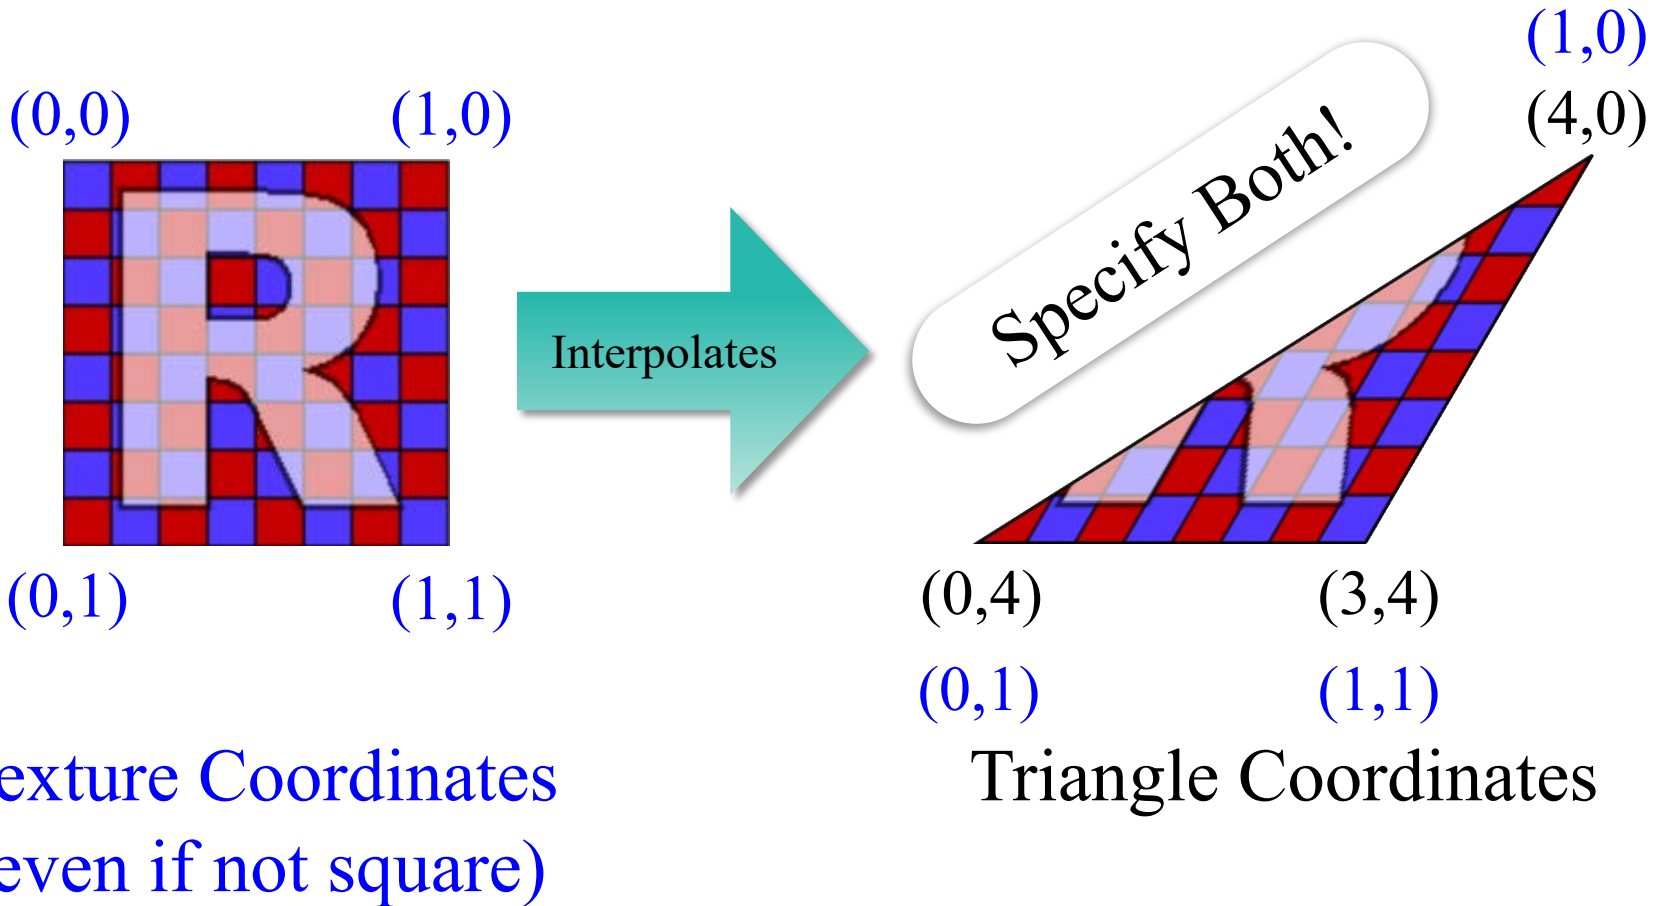 (1,0)
(0,0) (1,0) (4,0)
R
Interpolates
Specify Both!
(0,1) (1,1)
(0,4) (3,4)
(0,1) (1,1)
exture Coordinates
even if not square)
Triangle Coordinates